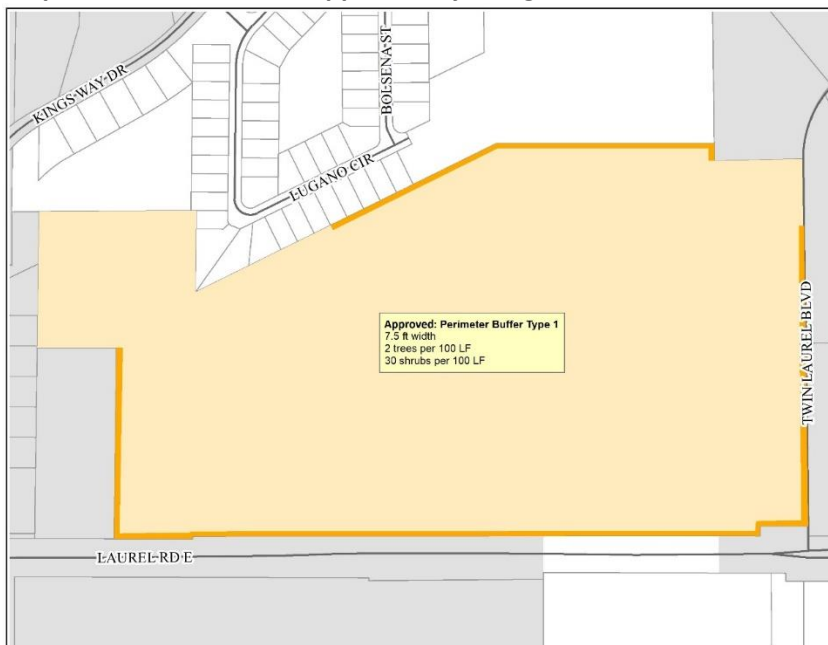 KINGS WAY DR
BOLSENA ST
LUGANO CIR
Approved: Perimeter Buffer Type 1
7.5 ft width
2 trees per 100 LF
30 shrubs per 100 LF
TWIN LAUREL BLVD
LAUREL RD E